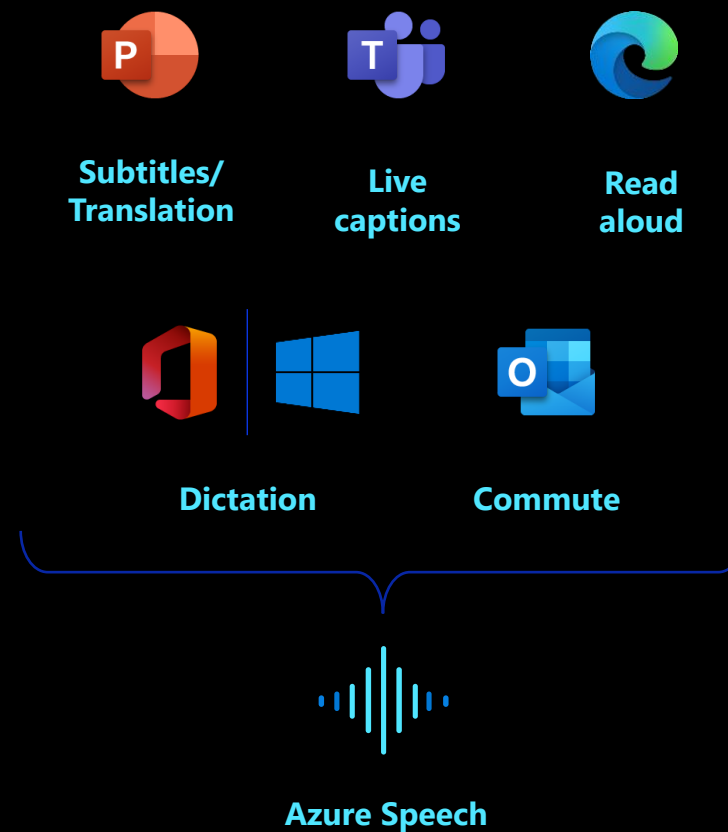 P
T
Subtitles/
Translation
Live
captions
Read
aloud
O
Dictation
Commute
Azure Speech